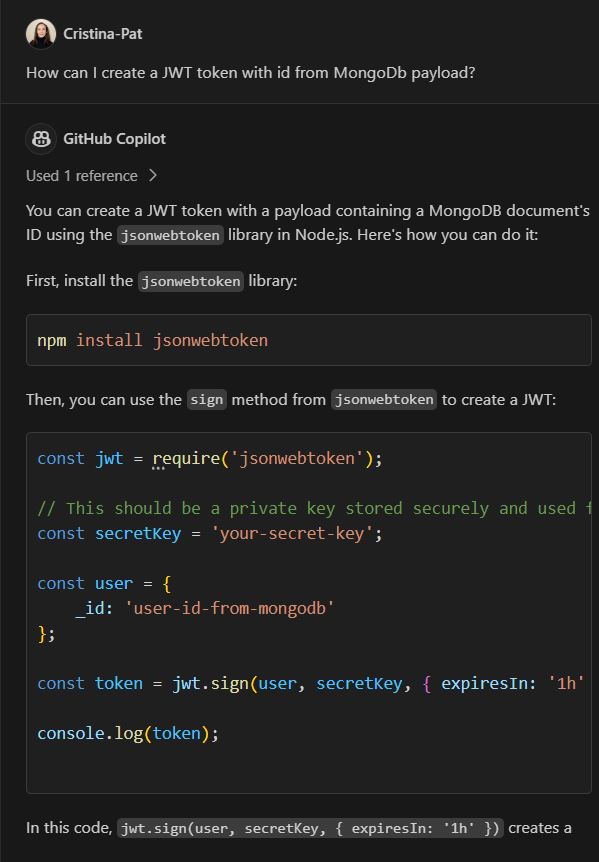 Cristina-Pat
How can I create a JWT token with id from MongoDb payload?
GitHub Copilot
Used 1 reference
You can create a JWT token with a payload containing a MongoDB document's
ID using the jsonwebtoken library in Node.js. Here's how you can do it:
First, install the jsonwebtoken library:
npm install jsonwebtoken
Then, you can use the sign method from jsonwebtoken to create a JWT:
const jwt = require('jsonwebtoken');
// This should be a private key stored securely and used
const secretKey = 'your-secret-key';
const user = {
    _id: 'user-id-from-mongodb'
};
const token = jwt.sign(user, secretKey, { expiresIn: '1h'
console.log(token);
In this code, jwt.sign(user, secretKey, { expiresIn: '1h' }) creates a